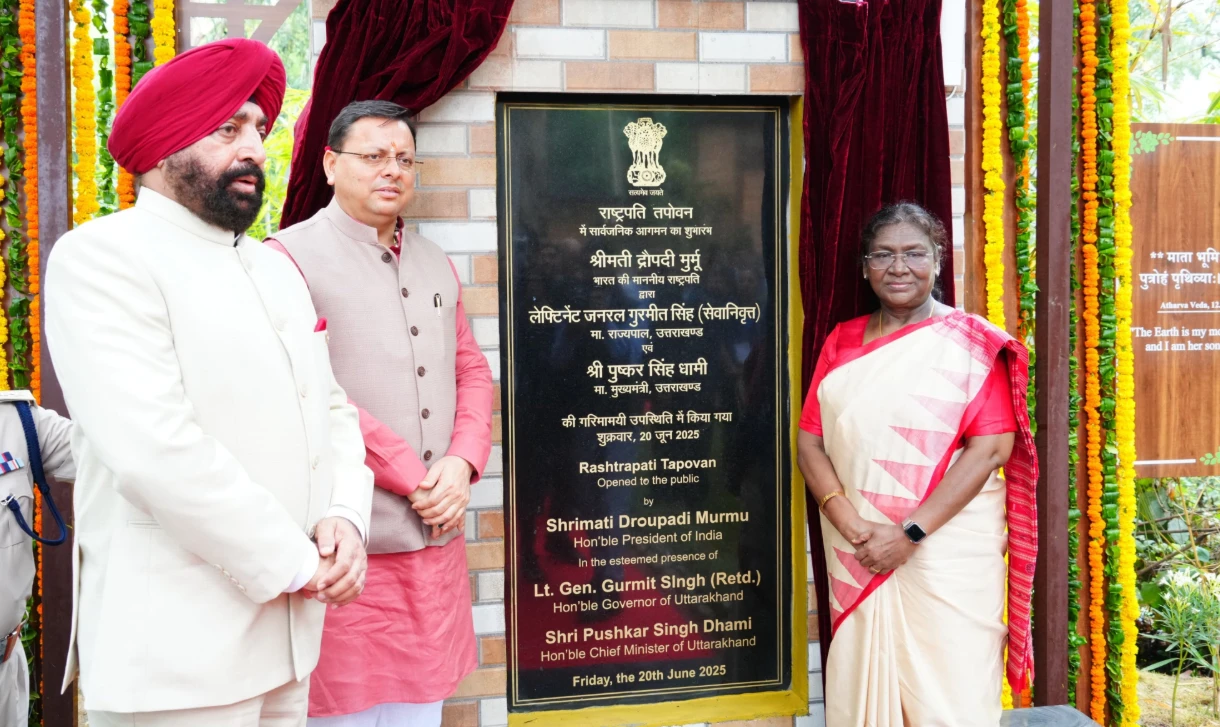 सत्यमेव जयते
राष्ट्रपति तपोवन
में सार्वजनिक आगमन का शुभारंभ
श्रीमती द्रौपदी मुर्मू
भारत की माननीय राष्ट्रपति
द्वारा
लेफ्टिनेंट जनरल गुरमीत सिंह (सेवानिवृत्त)
मा. राज्यपाल, उत्तराखण्ड
एवं
श्री पुष्कर सिंह धामी
मा. मुख्यमंत्री, उत्तराखण्ड
की गरिमामयी उपस्थिति में किया गया
शुक्रवार, 20 जून 2025
Rashtrapati Tapovan
Opened to the public
by
Shrimati Droupadi Murmu
Hon'ble President of India
In the esteemed presence of
Lt. Gen. Gurmit SIngh (Retd.)
Hon'ble Governor of Uttarakhand
Shri Pushkar Singh Dhami
Hon'ble Chief Minister of Uttarakhand
Friday, the 20th June 2025
** माता भूमि
पुत्रोहं पृथिव्या:
Atharva Veda, 12
"The Earth is my
and I am her son